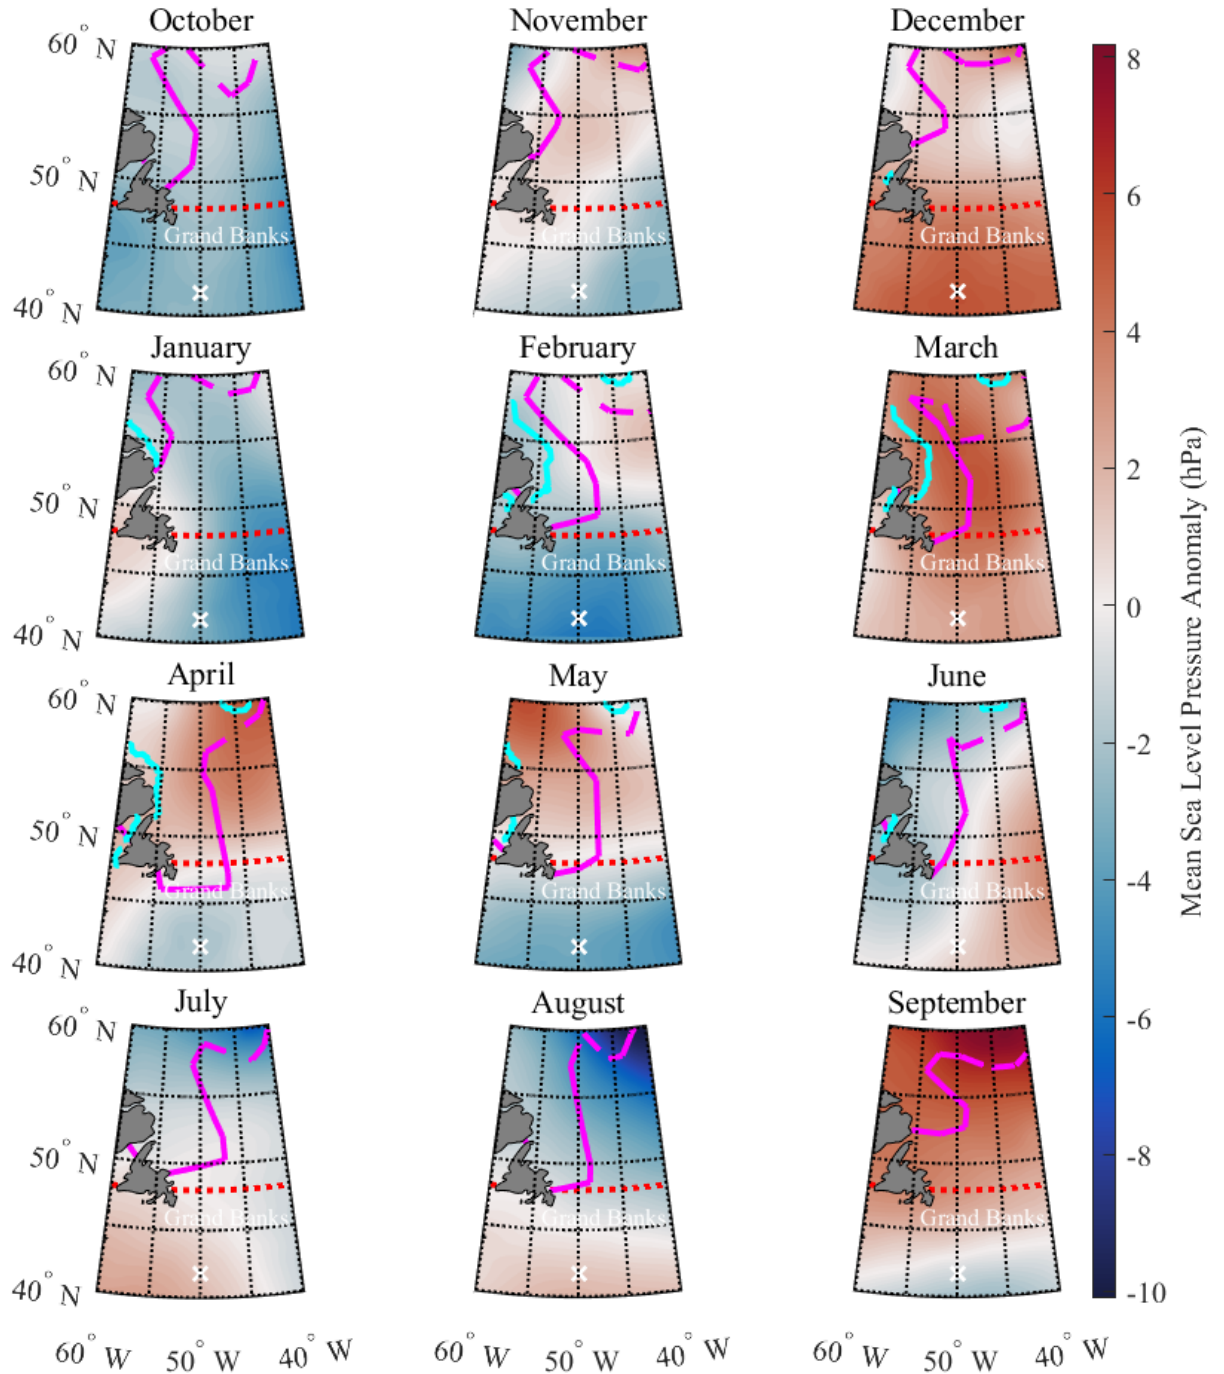 October
November
December
60° N
50° N
40° N
Grand Banks
Grand Banks
Grand Banks
January
February
March
60° N
50° N
40° N
Grand Banks
Grand Banks
Grand Banks
April
May
June
60° N
50° N
40° N
Grand Banks
Grand Banks
Grand Banks
July
August
September
60° N
50° N
40° N
Grand Banks
Grand Banks
Grand Banks
60° W 50° W 40° W
60° W 50° W 40° W
60° W 50° W 40° W
8
6
4
2
0
-2
-4
-6
-8
-10
Mean Sea Level Pressure Anomaly (hPa)